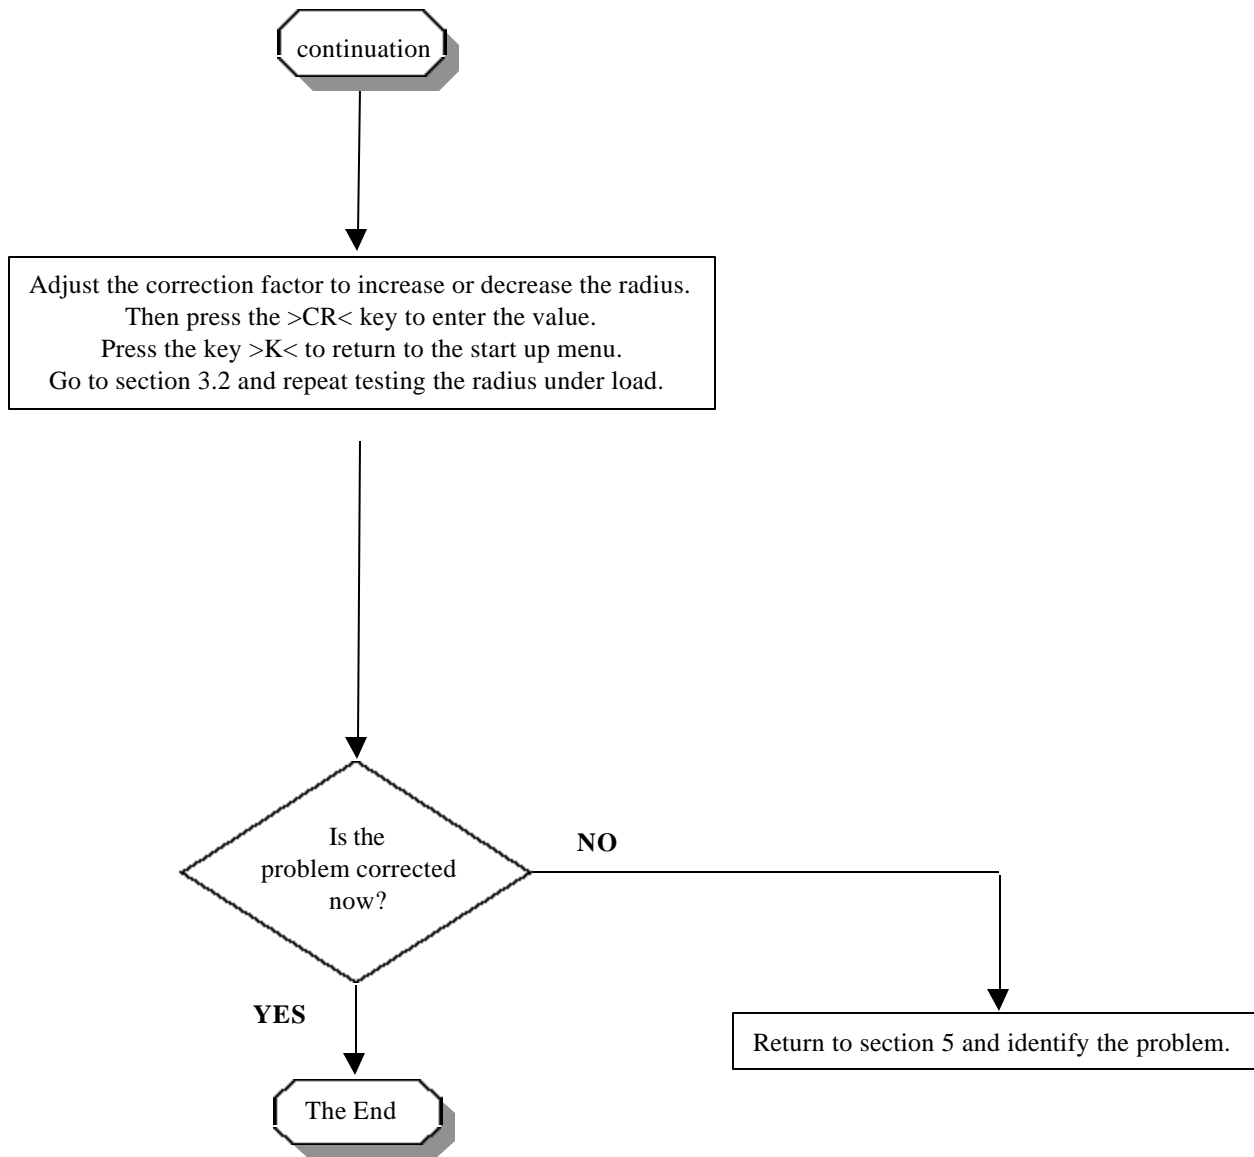 continuation
Adjust the correction factor to increase or decrease the radius.
Then press the >CR< key to enter the value.
Press the key >K< to return to the start up menu.
Go to section 3.2 and repeat testing the radius under load.
Is the
problem corrected
now?
NO
YES
Return to section 5 and identify the problem.
The End